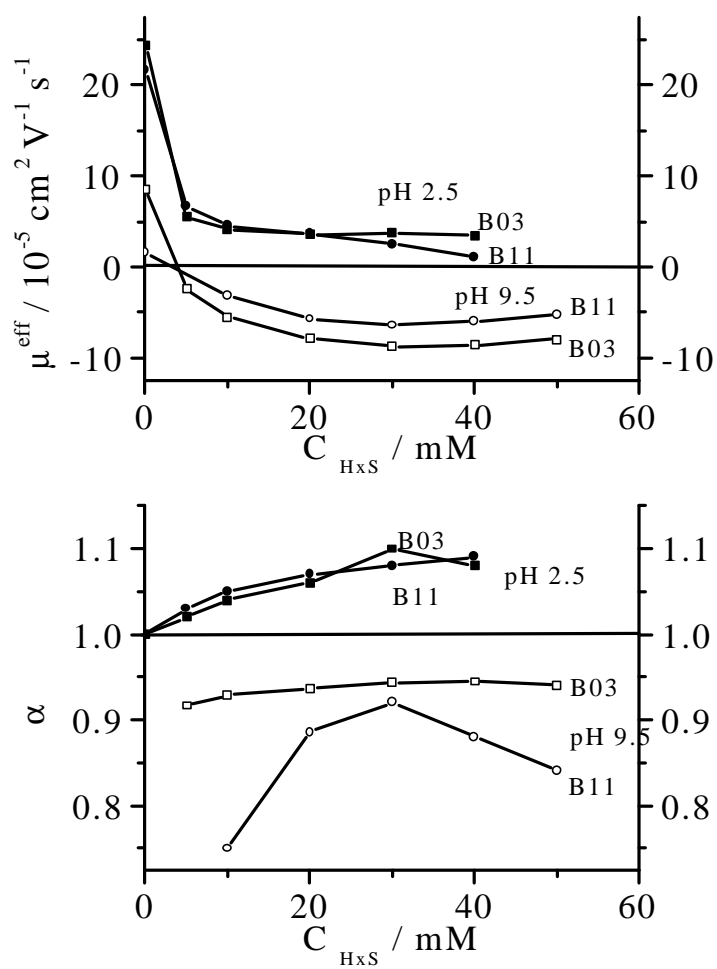 μ^eff / 10^-5 cm^2 V^-1 s^-1
20 20
10 10
pH 2.5
B03
B11
0 0
pH 9.5
B11
B03
-10 -10
0 20 40 60
C HxS / mM
α
1.1 1.1
B03
pH 2.5
B11
1.0 1.0
B03
0.9 0.9
pH 9.5
B11
0.8 0.8
0 20 40 60
C HxS / mM